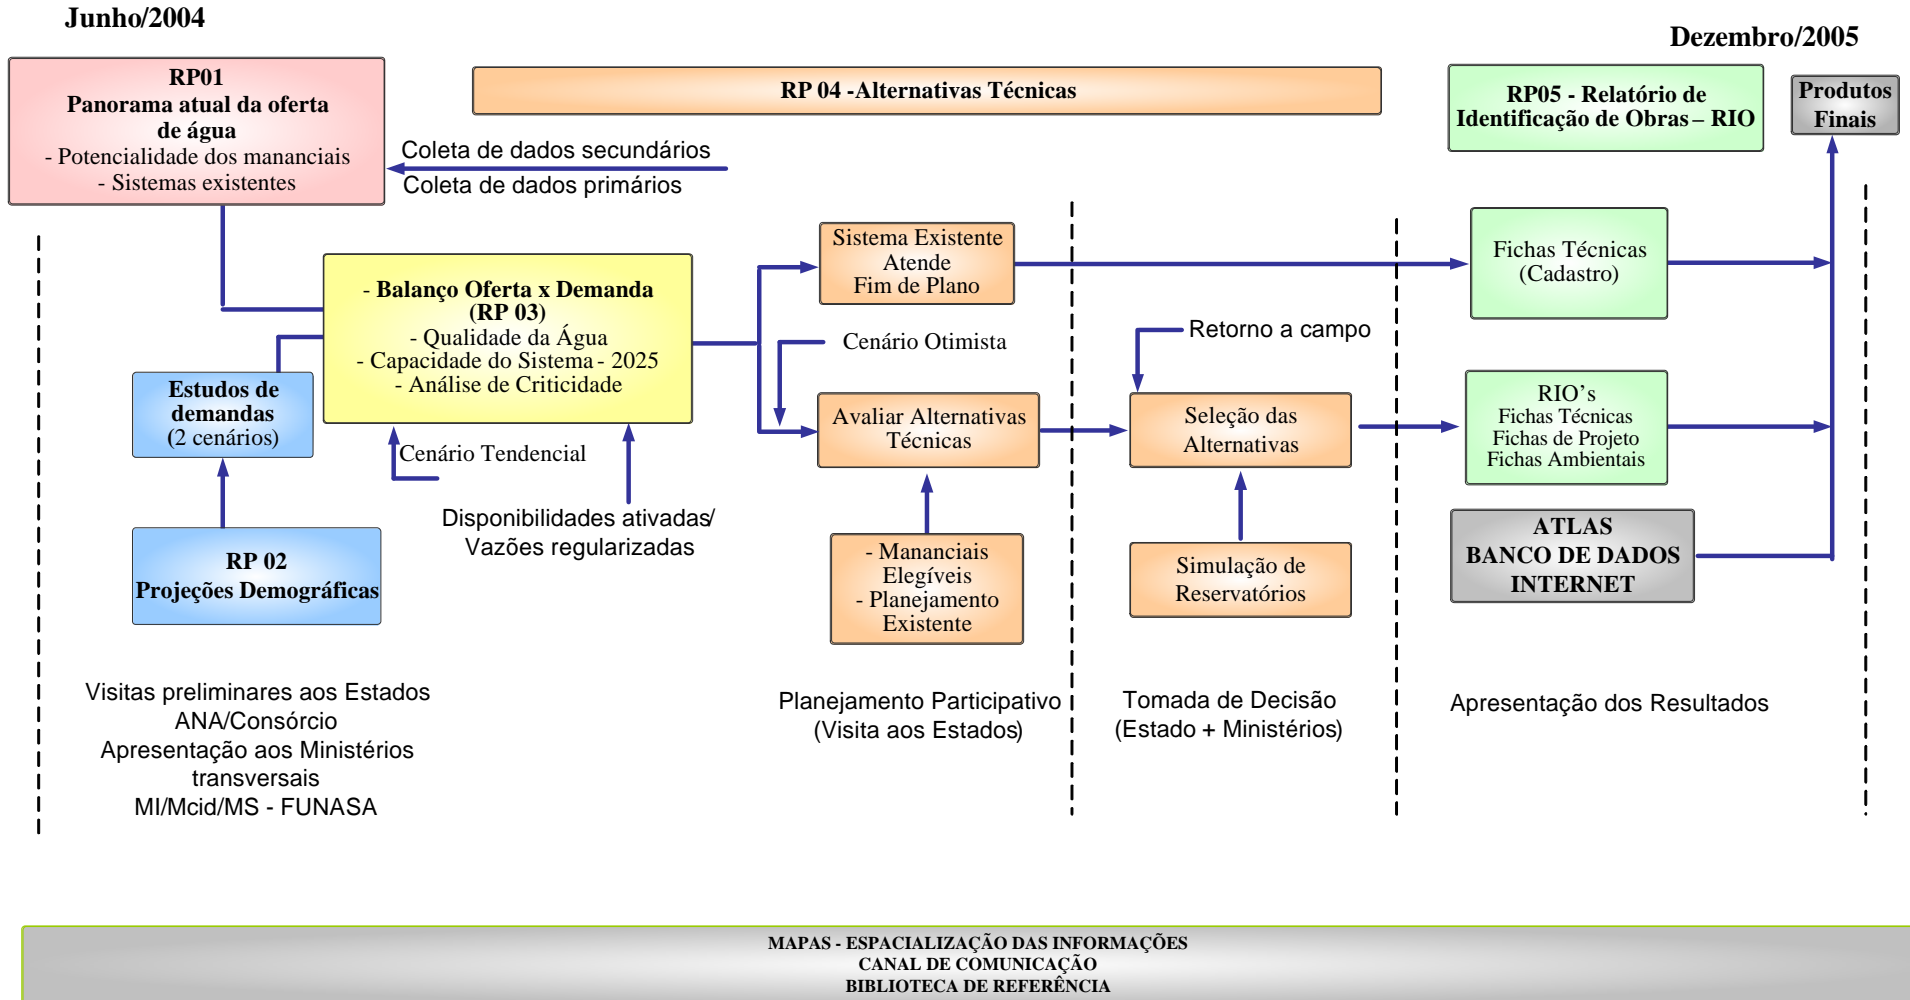 Junho/2004
Dezembro/2005
RP01
Panorama atual da oferta
de água
- Potencialidade dos mananciais
- Sistemas existentes
RP 04 -Alternativas Técnicas
RP05 - Relatório de
Identificação de Obras – RIO
Produtos
Finais
Coleta de dados secundários
Coleta de dados primários
- Balanço Oferta x Demanda
(RP 03)
- Qualidade da Água
- Capacidade do Sistema - 2025
- Análise de Criticidade
Sistema Existente
Atende
Fim de Plano
Fichas Técnicas
(Cadastro)
Cenário Otimista
Retorno a campo
Estudos de
demandas
(2 cenários)
Avaliar Alternativas
Técnicas
Seleção das
Alternativas
RIO’s
Fichas Técnicas
Fichas de Projeto
Fichas Ambientais
Cenário Tendencial
Disponibilidades ativadas/
Vazões regularizadas
RP 02
Projeções Demográficas
- Mananciais
Elegíveis
- Planejamento
Existente
Simulação de
Reservatórios
ATLAS
BANCO DE DADOS
INTERNET
Visitas preliminares aos Estados
ANA/Consórcio
Apresentação aos Ministérios
transversais
MI/Mcid/MS - FUNASA
Planejamento Participativo
(Visita aos Estados)
Tomada de Decisão
(Estado + Ministérios)
Apresentação dos Resultados
MAPAS - ESPACIALIZAÇÃO DAS INFORMAÇÕES
CANAL DE COMUNICAÇÃO
BIBLIOTECA DE REFERÊNCIA